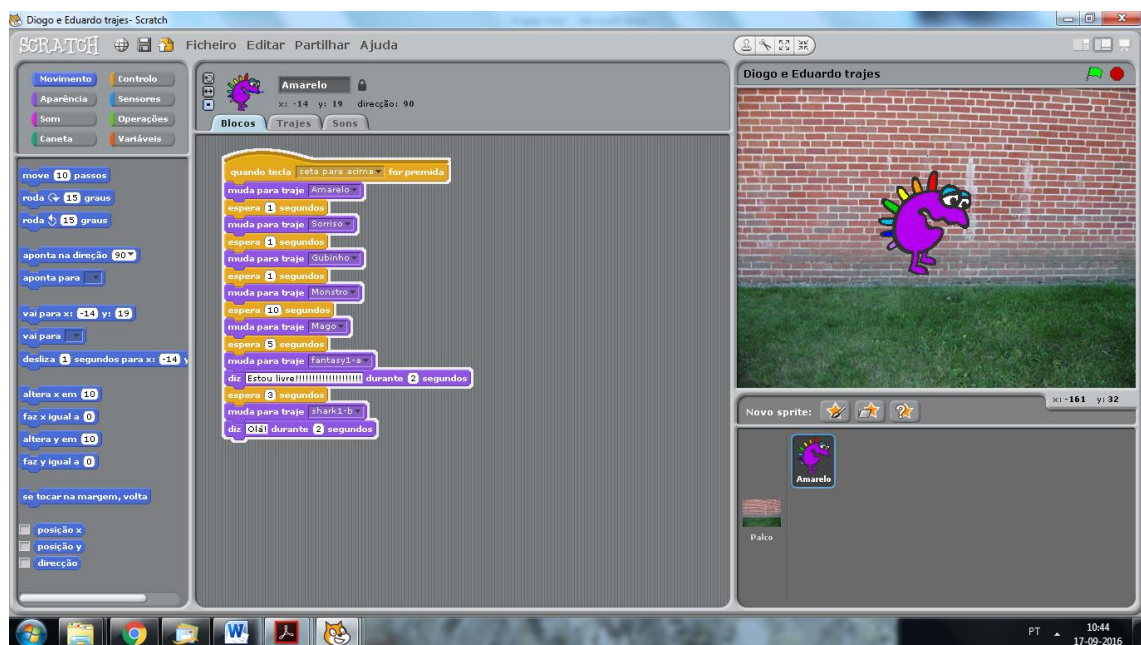 Diogo e Eduardo trajes- Scratch
SCRATCH
Ficheiro Editar Partilhar Ajuda
Movimento
Controlo
Aparência
Sensores
Som
Operações
Caneta
Variáveis
move 10 passos
roda 15 graus
roda 15 graus
aponta na direção 90
aponta para
vai para x: -14 y: 19
vai para
desliza 1 segundos para x: -14 y
altera x em 10
faz x igual a 0
altera y em 10
faz y igual a 0
se tocar na margem, volta
posição x
posição y
direcção
Amarelo
x: -14 y: 19 direcção: 90
Blocos
Trajes
Sons
quando tecla seta para acima for premida
muda para traje Amarelo
espera 1 segundos
muda para traje Sorriso
espera 1 segundos
muda para traje Gubinho
espera 1 segundos
muda para traje Monstro
espera 10 segundos
muda para traje Mago
espera 5 segundos
muda para traje fantasy1-a
diz Estou livre!!!!!!!!!!!!!!!!!!!! durante 2 segundos
espera 3 segundos
muda para traje shark1-b
diz Olá! durante 2 segundos
Diogo e Eduardo trajes
x: -161 y: 32
Novo sprite:
Amarelo
Palco
PT
10:44
17-09-2016